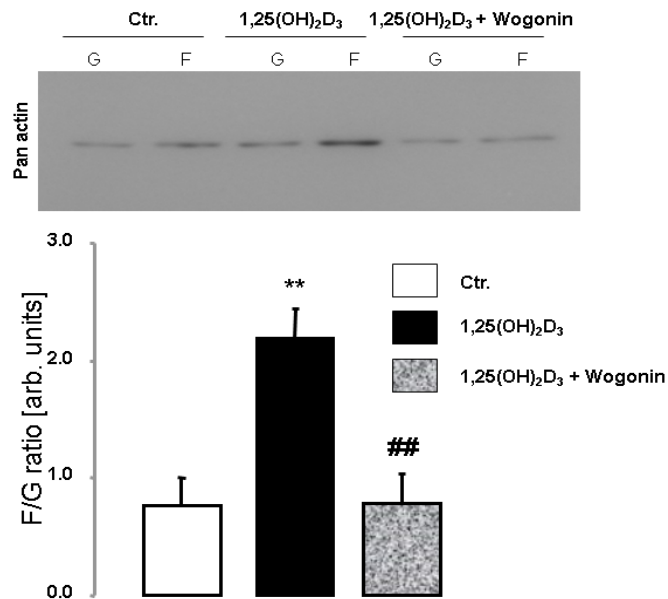 Ctr. 1,25(OH)₂D₃ 1,25(OH)₂D₃ + Wogonin
G F G F G F
Pan actin
3.0
2.0
1.0
0.0
F/G ratio [arb. units]
**
##
Ctr.
1,25(OH)₂D₃
1,25(OH)₂D₃ + Wogonin